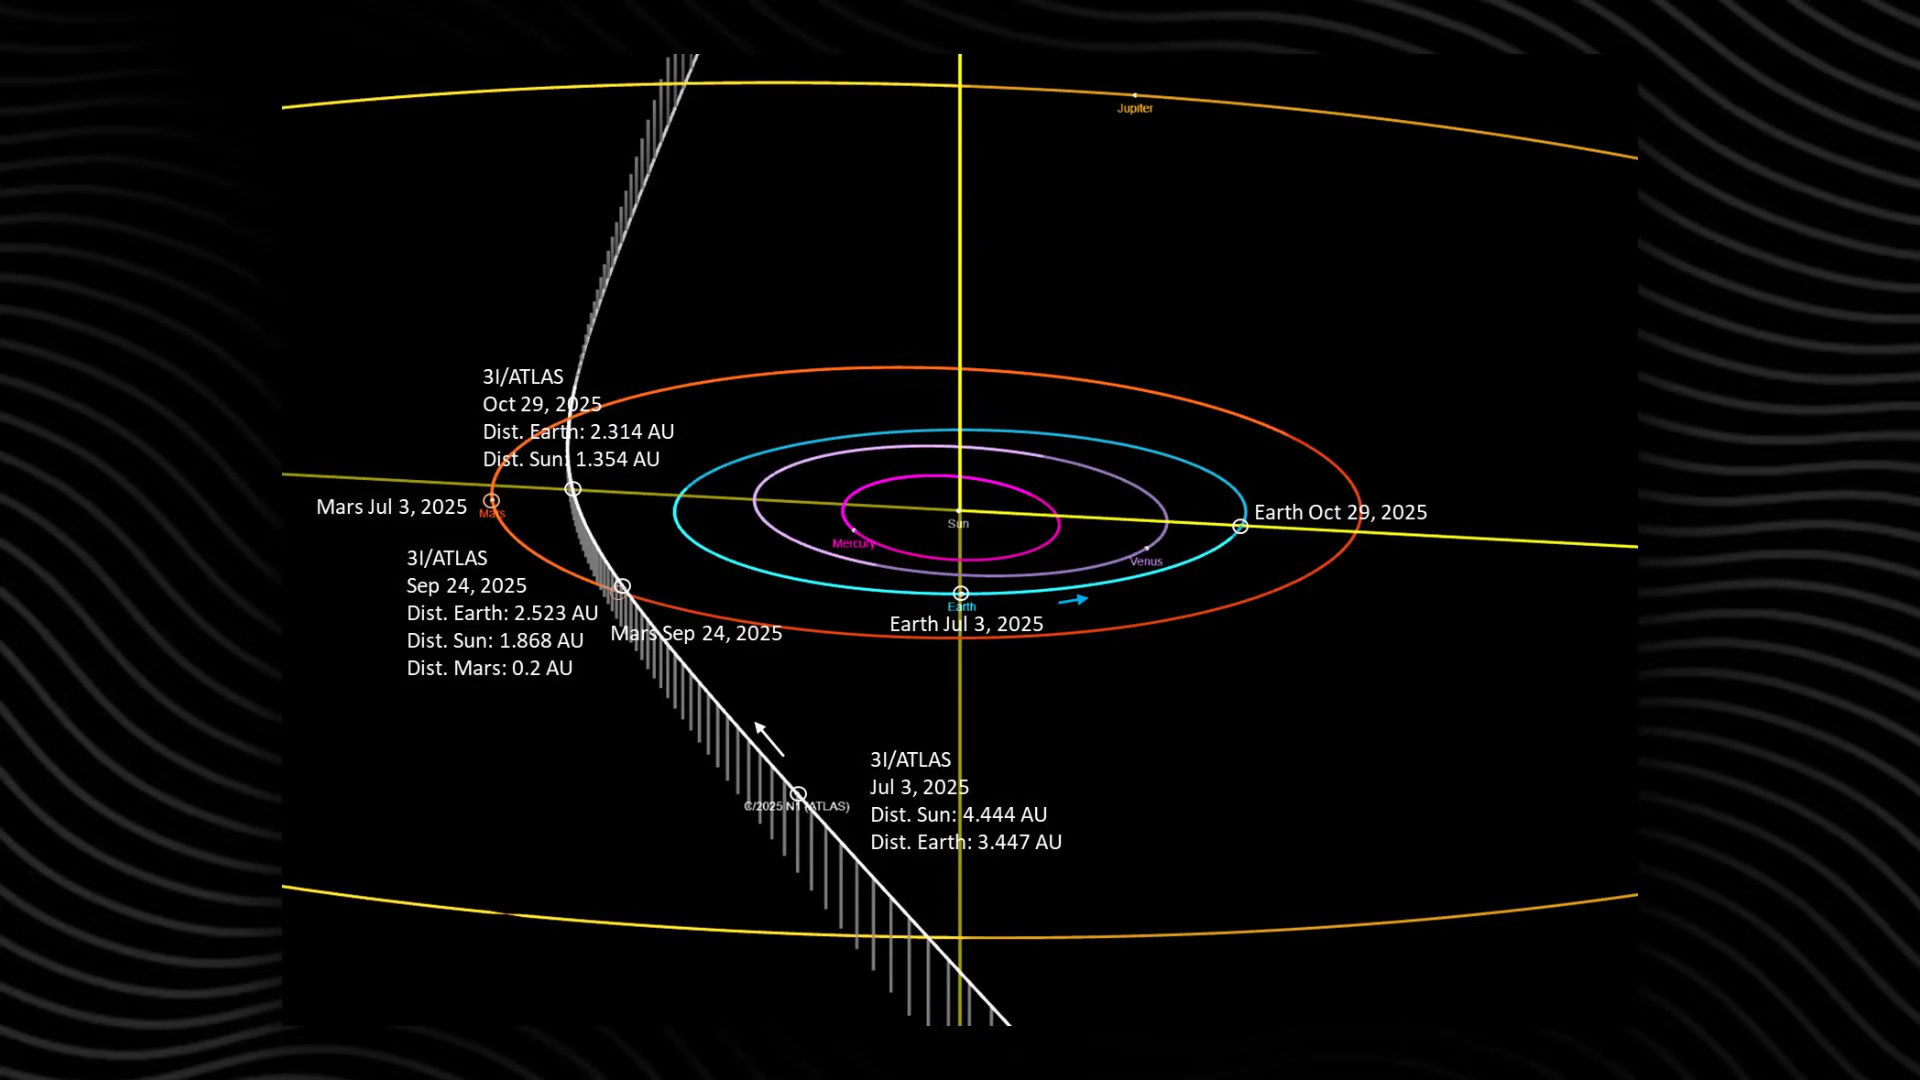 Jupiter
3I/ATLAS
Oct 29, 2025
Dist. Earth: 2.314 AU
Dist. Sun: 1.354 AU
Mars Jul 3, 2025
Mars
Sun
Earth Oct 29, 2025
Mercury
Venus
3I/ATLAS
Sep 24, 2025
Dist. Earth: 2.523 AU
Dist. Sun: 1.868 AU
Dist. Mars: 0.2 AU
Mars Sep 24, 2025
Earth
Earth Jul 3, 2025
3I/ATLAS
Jul 3, 2025
Dist. Sun: 4.444 AU
Dist. Earth: 3.447 AU
C/2025 N1 (ATLAS)